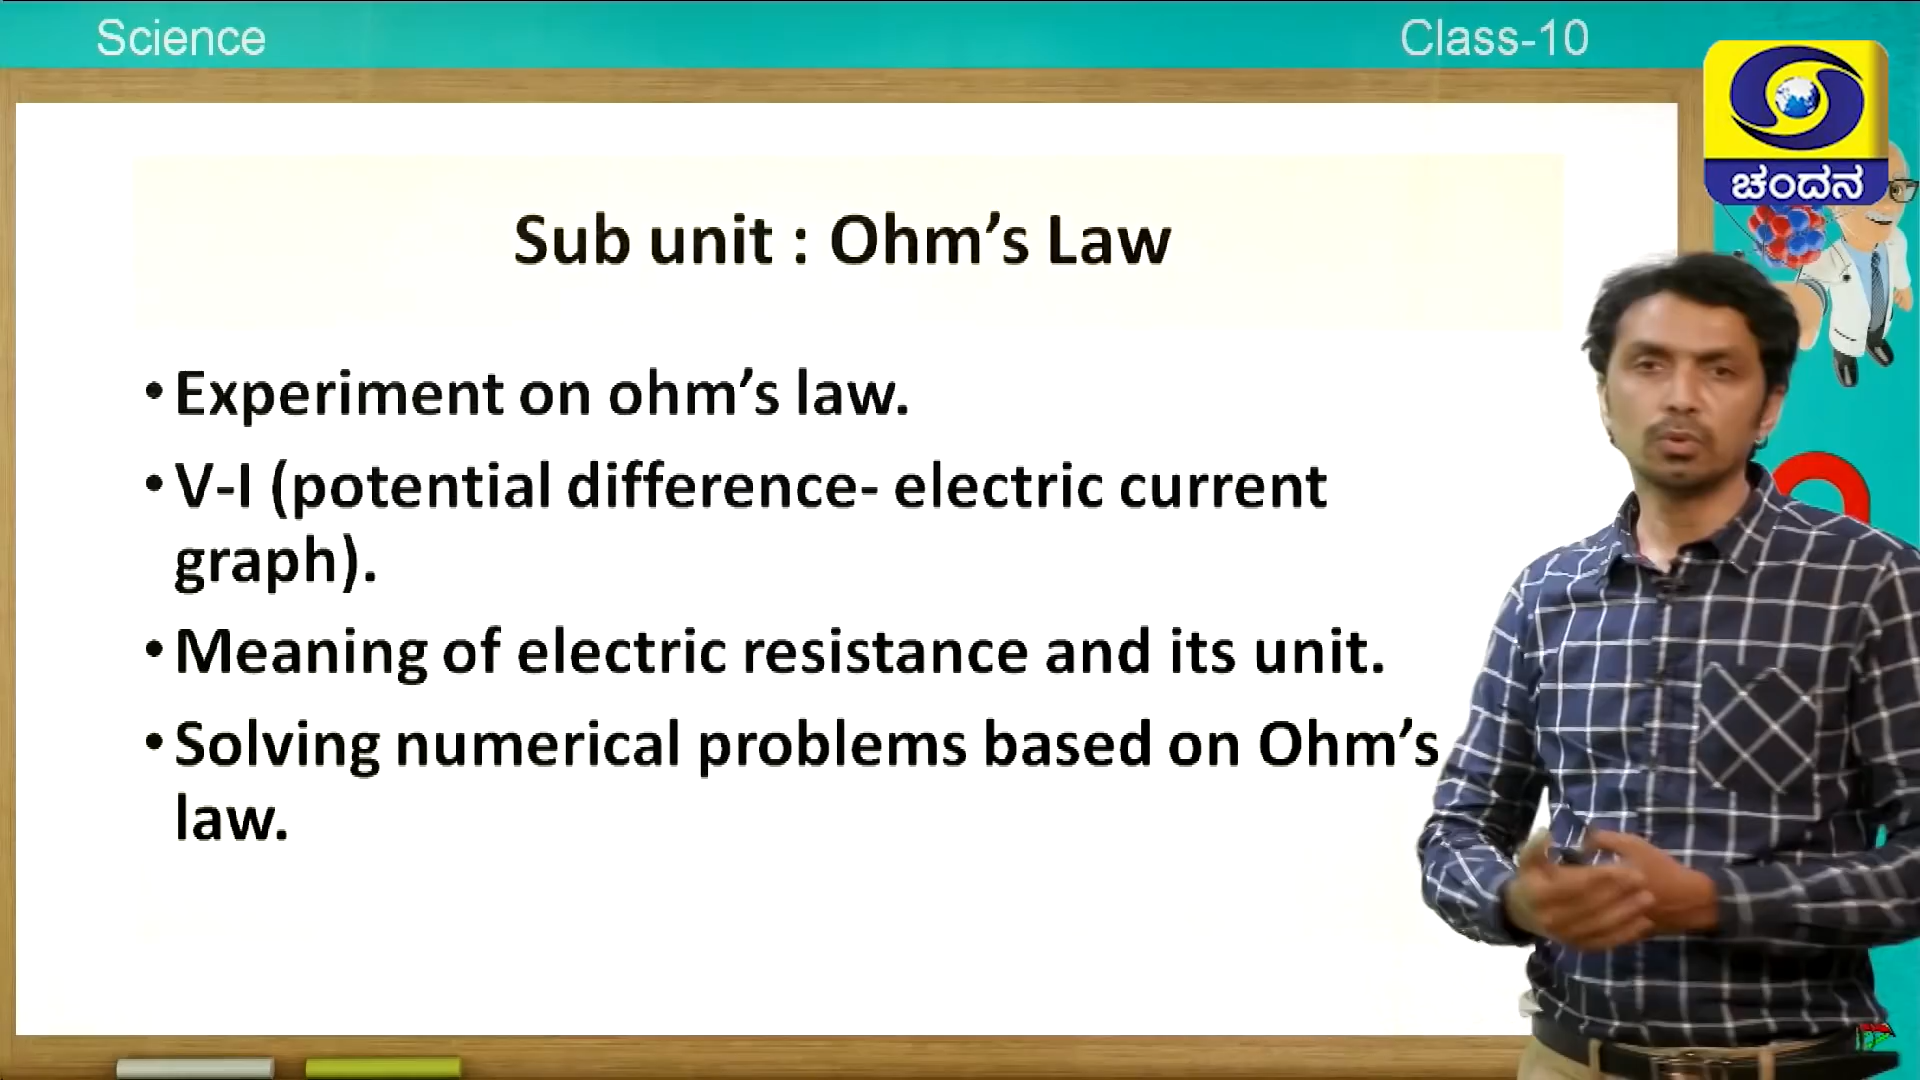 Science
Class-10
ಚಂದನ
Sub unit : Ohm’s Law
• Experiment on ohm’s law.
• V-I (potential difference- electric current
graph).
• Meaning of electric resistance and its unit.
• Solving numerical problems based on Ohm’s
law.